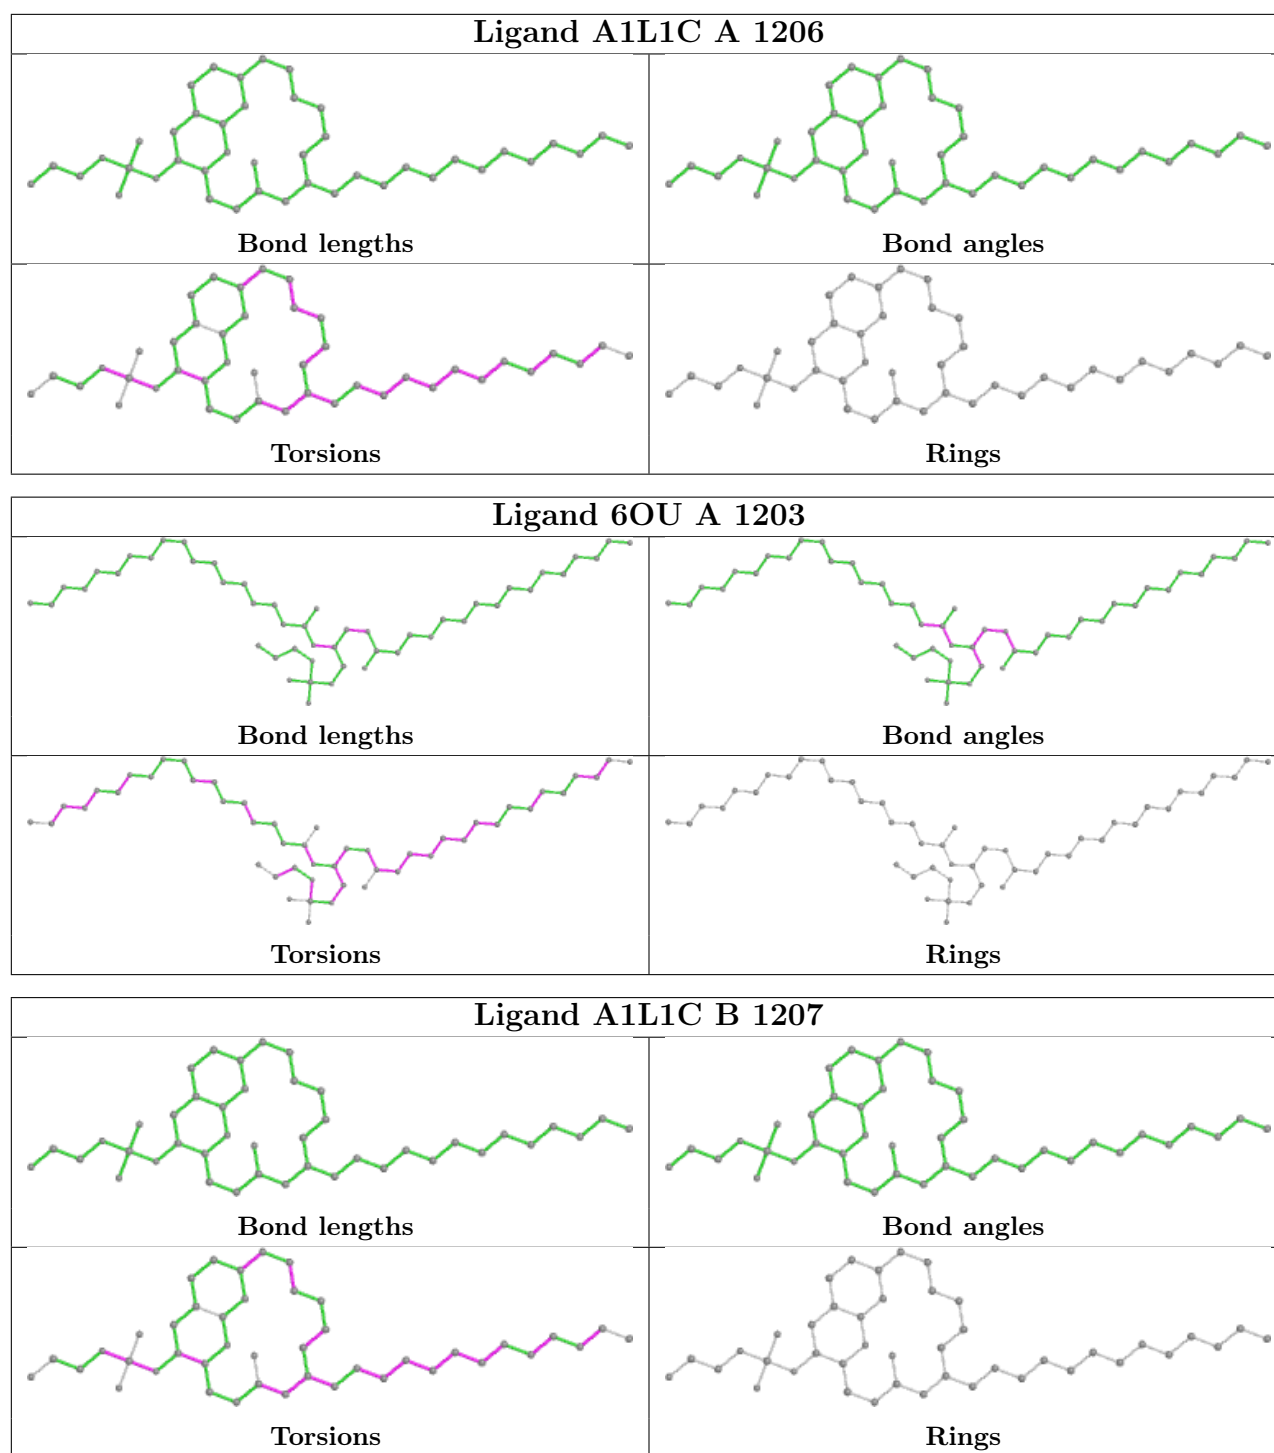 Ligand A1L1C A 1206
Bond lengths
Bond angles
Torsions
Rings
Ligand 6OU A 1203
Bond lengths
Bond angles
Torsions
Rings
Ligand A1L1C B 1207
Bond lengths
Bond angles
Torsions
Rings